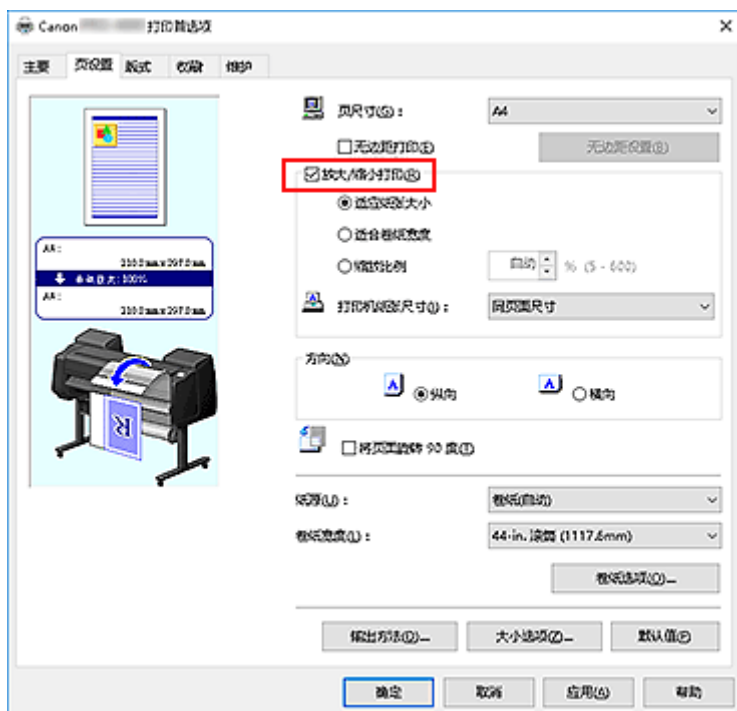 Canon 打印首选项
主要 页设置 版式 收藏 维护
页尺寸(G)： A4
无边距打印(E) 无边距设置(B)
放大/缩小打印(R)
适应纸张大小
适合卷纸宽度
缩放比例 自动 % (5 - 600)
打印机纸张尺寸(I)： 同页面尺寸
A4:
210.0mm x 297.0mm
100%
A4:
210.0mm x 297.0mm
方向(N)
A 纵向 A 横向
将页面旋转 90 度(T)
R
纸源(U)： 卷纸(自动)
卷纸宽度(L)： 44-in. 滚筒 (1117.6mm)
卷纸选项(O)...
输出方法(D)... 大小选项(Z)... 默认值(F)
确定 取消 应用(A) 帮助